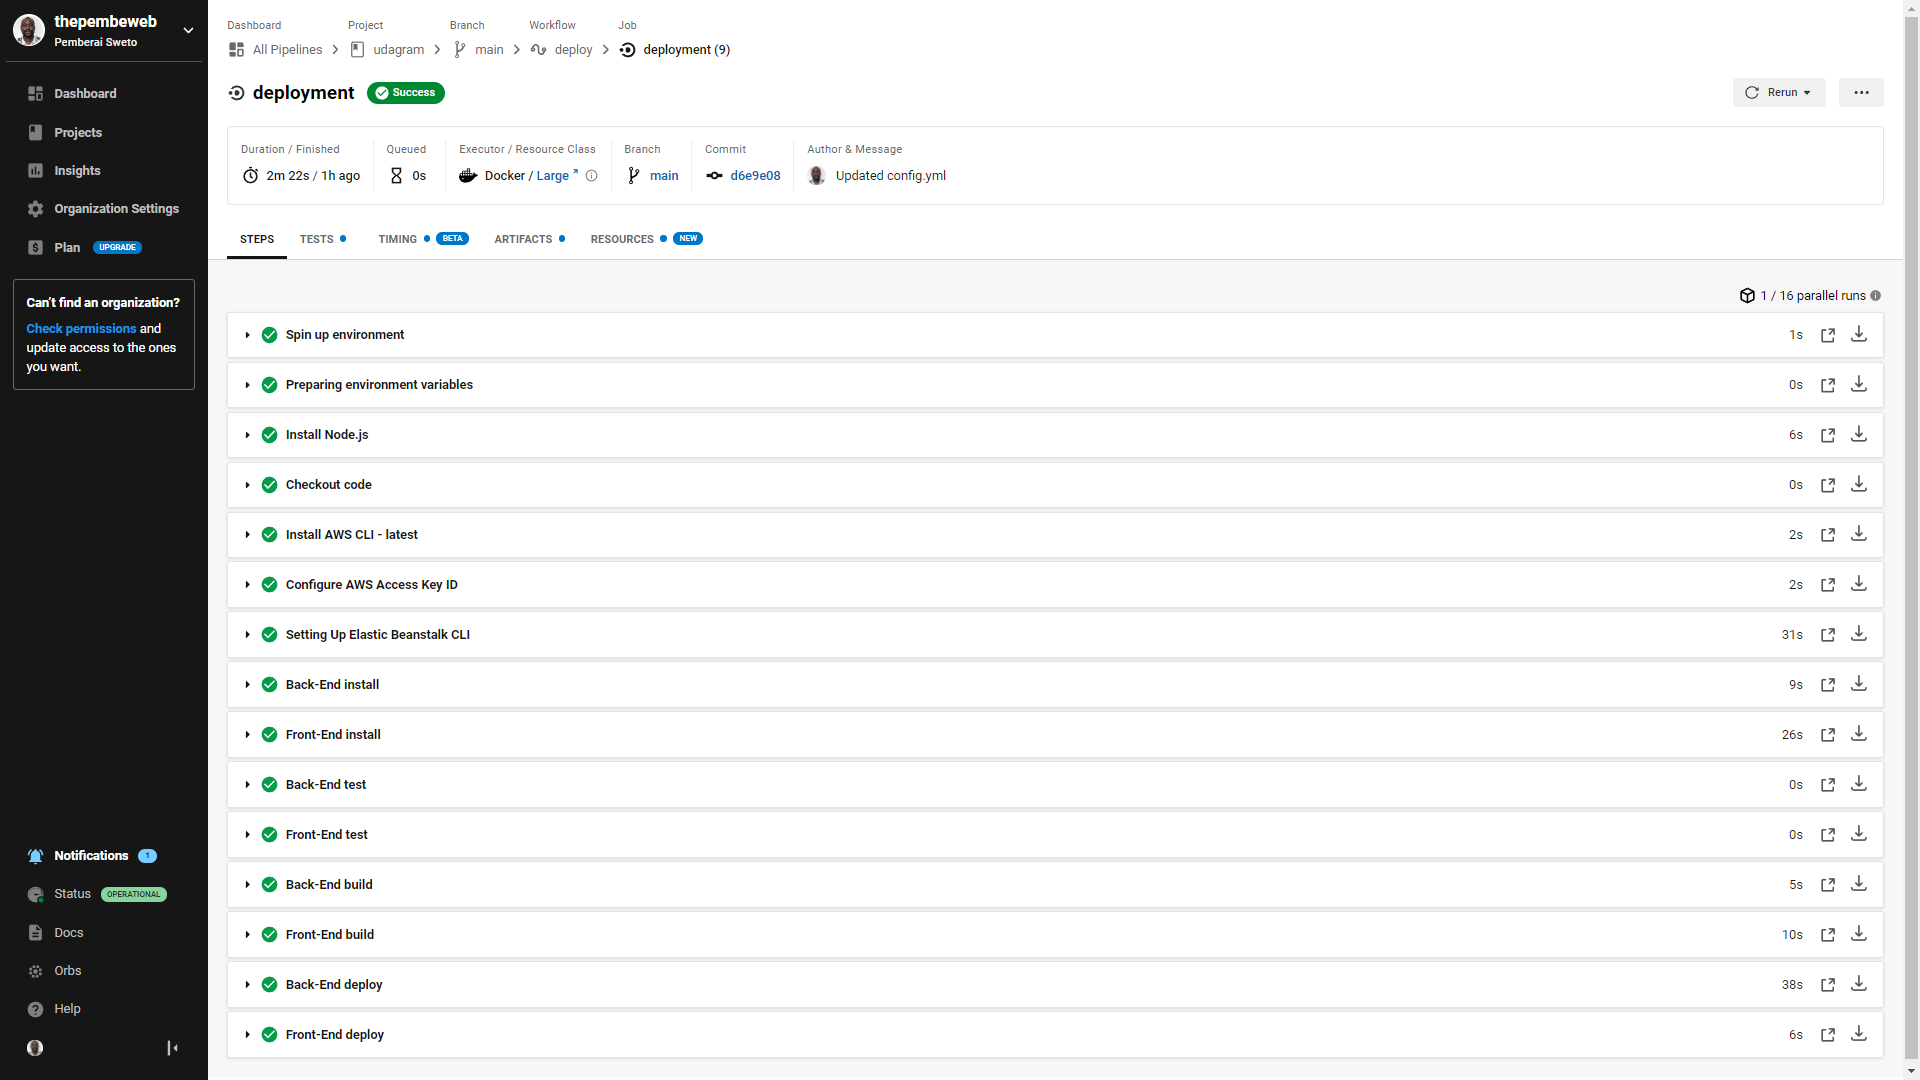 thepembeweb
Pemberai Sweto
Dashboard
Projects
Insights
Organization Settings
Plan UPGRADE
Can't find an organization?
Check permissions and
update access to the ones
you want.
Notifications 1
Status OPERATIONAL
Docs
Orbs
Help
Dashboard Project Branch Workflow Job
All Pipelines udagram main deploy deployment (9)
deployment Success
Rerun
Duration / Finished Queued Executor / Resource Class Branch Commit Author & Message
2m 22s / 1h ago 0s Docker / Large main d6e9e08 Updated config.yml
STEPS TESTS TIMING BETA ARTIFACTS RESOURCES NEW
1 / 16 parallel runs
Spin up environment 1s
Preparing environment variables 0s
Install Node.js 6s
Checkout code 0s
Install AWS CLI - latest 2s
Configure AWS Access Key ID 2s
Setting Up Elastic Beanstalk CLI 31s
Back-End install 9s
Front-End install 26s
Back-End test 0s
Front-End test 0s
Back-End build 5s
Front-End build 10s
Back-End deploy 38s
Front-End deploy 6s